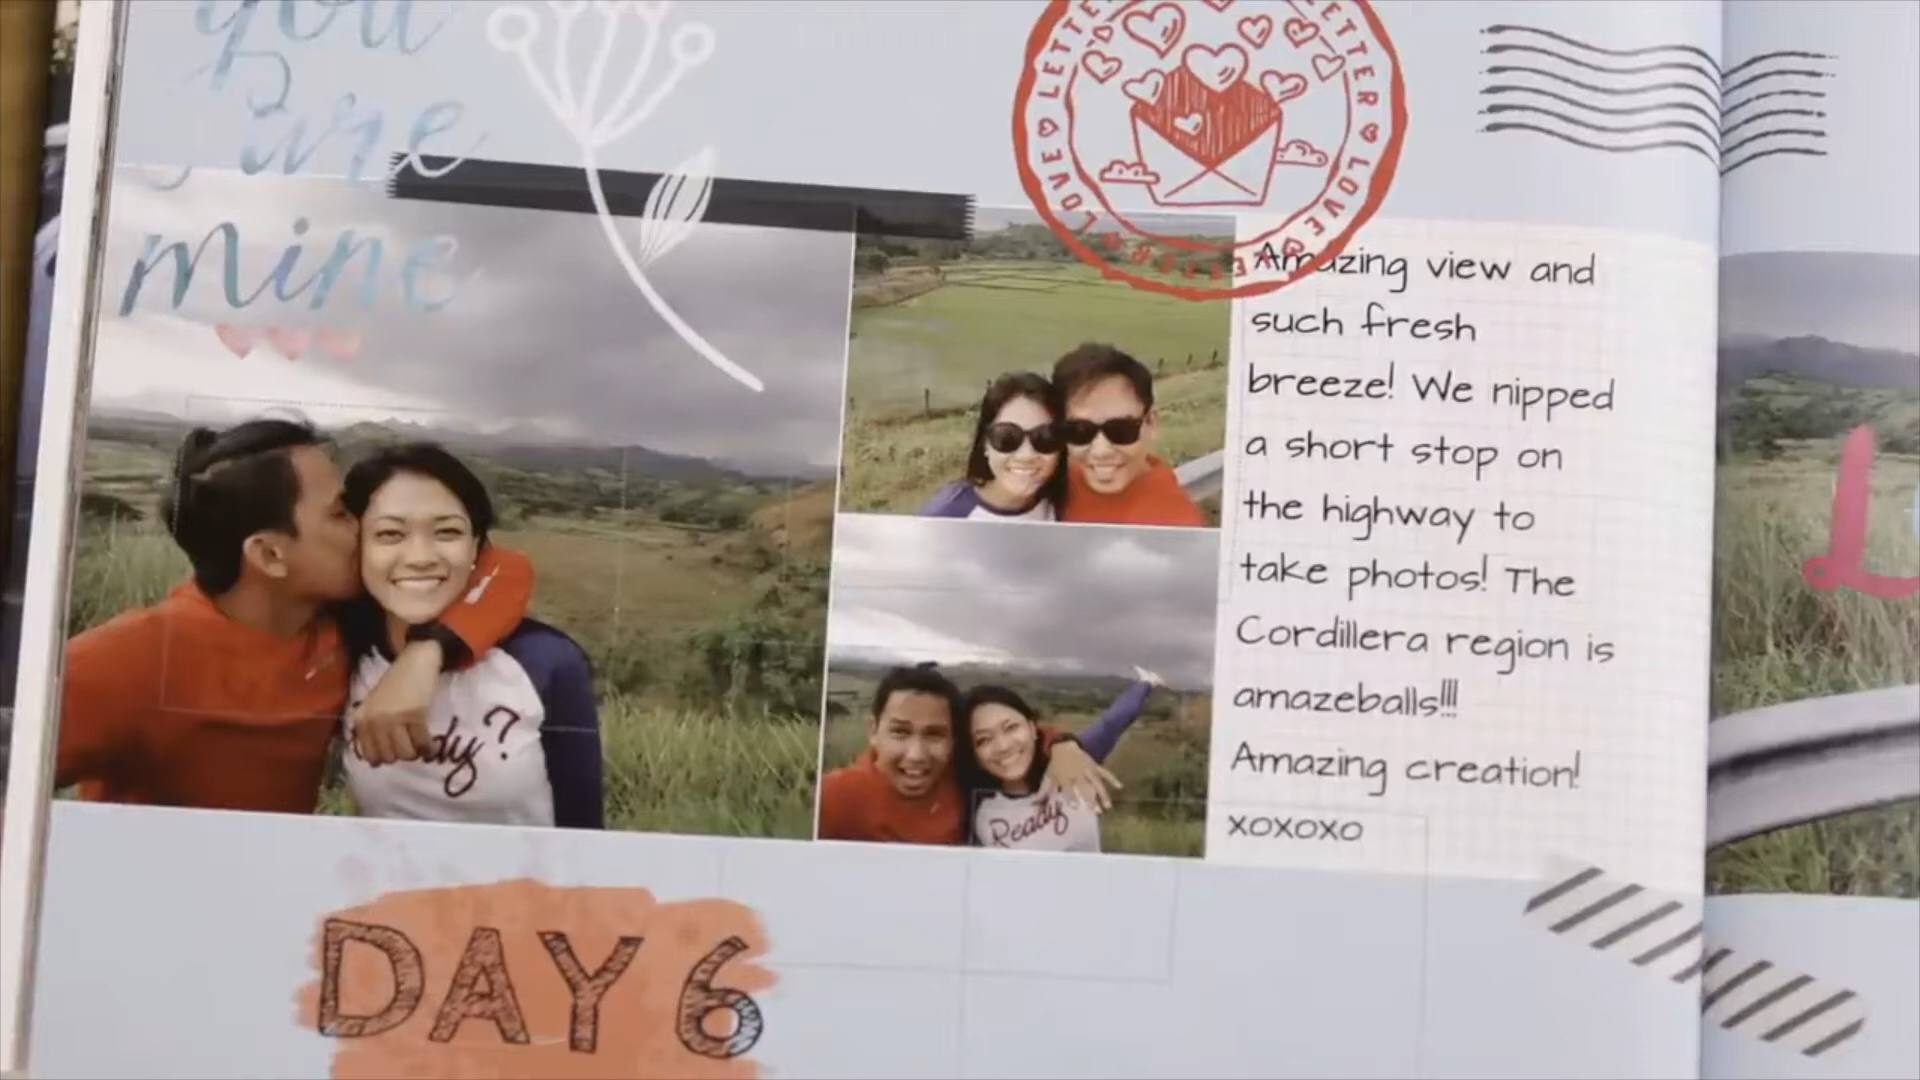 you
are
mine
LOVE LETTER LOVE LETTER
Amazing view and
such fresh
breeze! We nipped
a short stop on
the highway to
take photos! The
Cordillera region is
amazeballs!!!
Amazing creation!
xoxoxo
Ready?
Ready
DAY 6
L